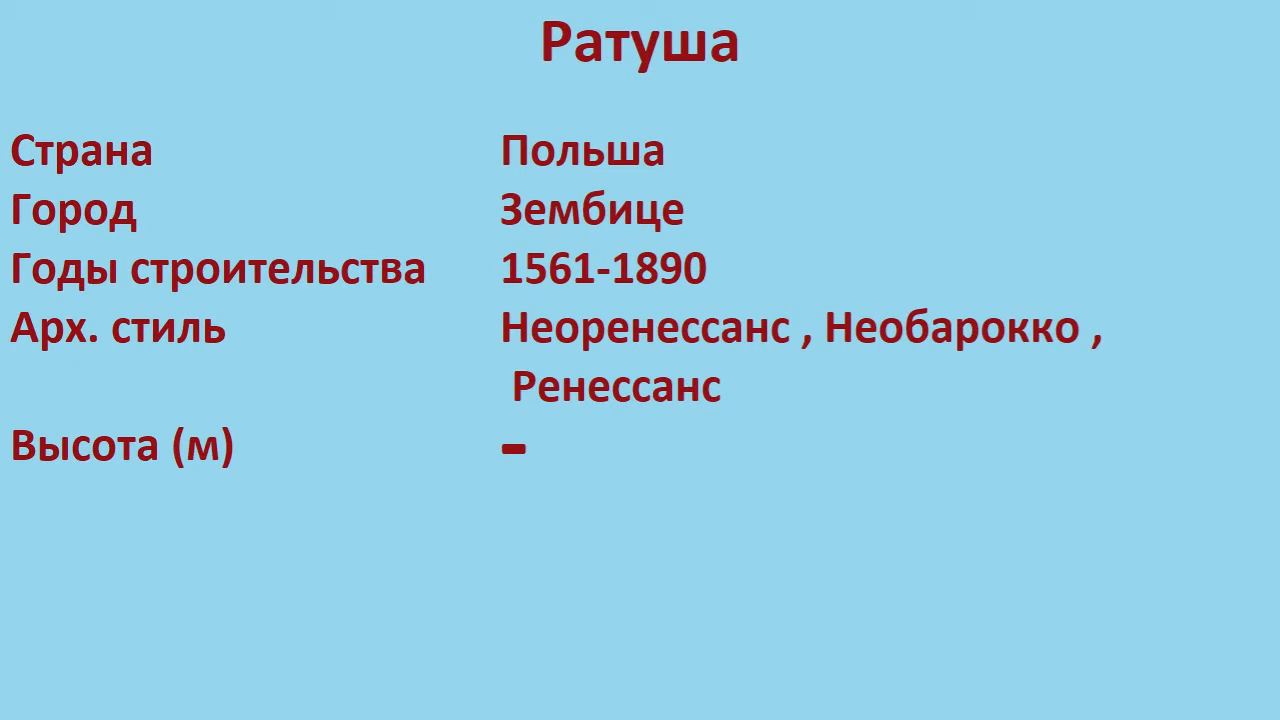 Ратуша
Страна Польша
Город Зембице
Годы строительства 1561-1890
Арх. стиль Неоренессанс , Необарокко ,
Ренессанс
Высота (м) -